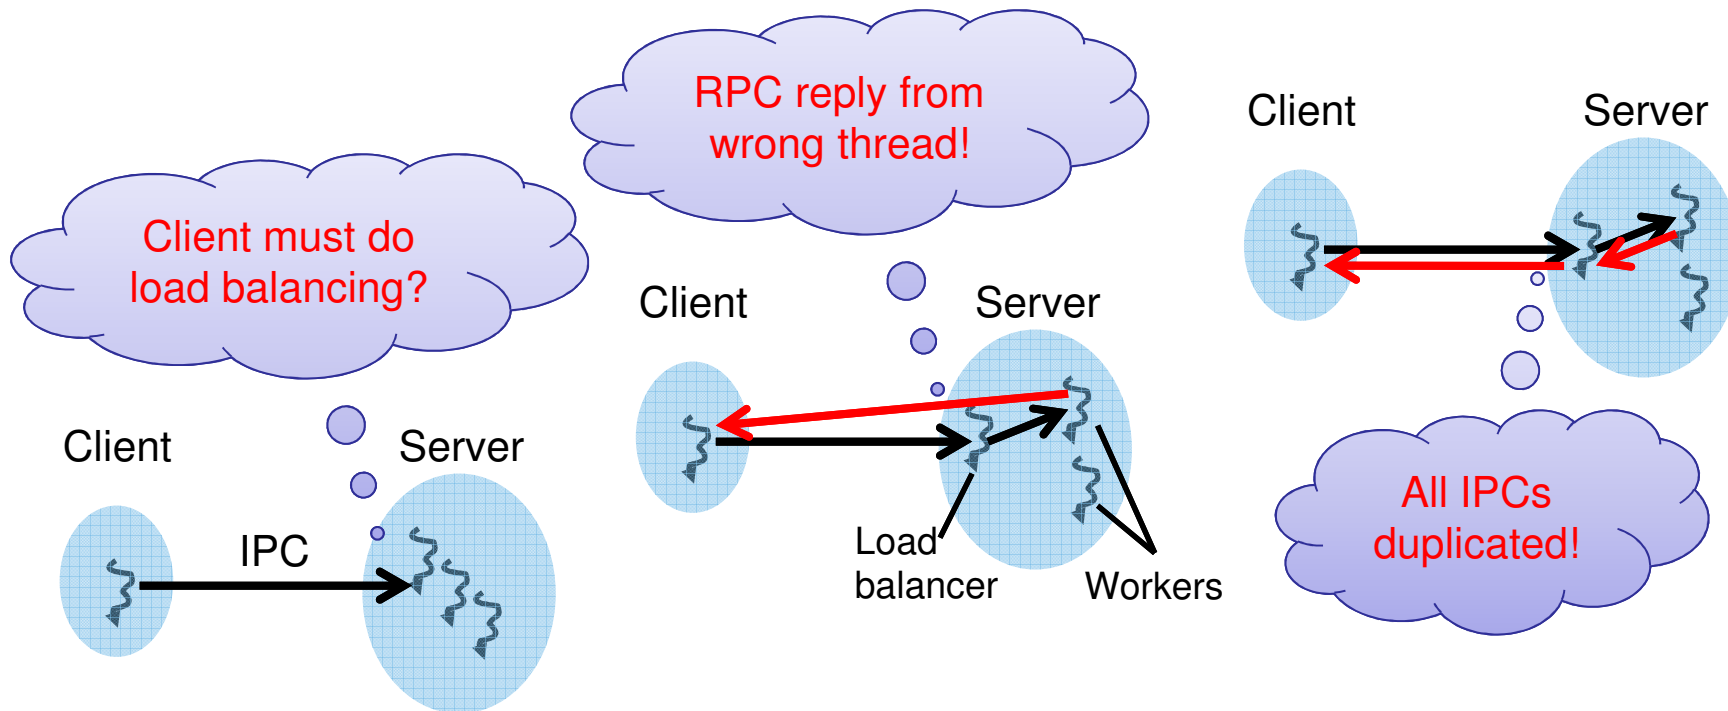 Client must do
load balancing?
Client
Server
IPC
RPC reply from
wrong thread!
Client
Server
Load
balancer
Workers
Client
Server
All IPCs
duplicated!